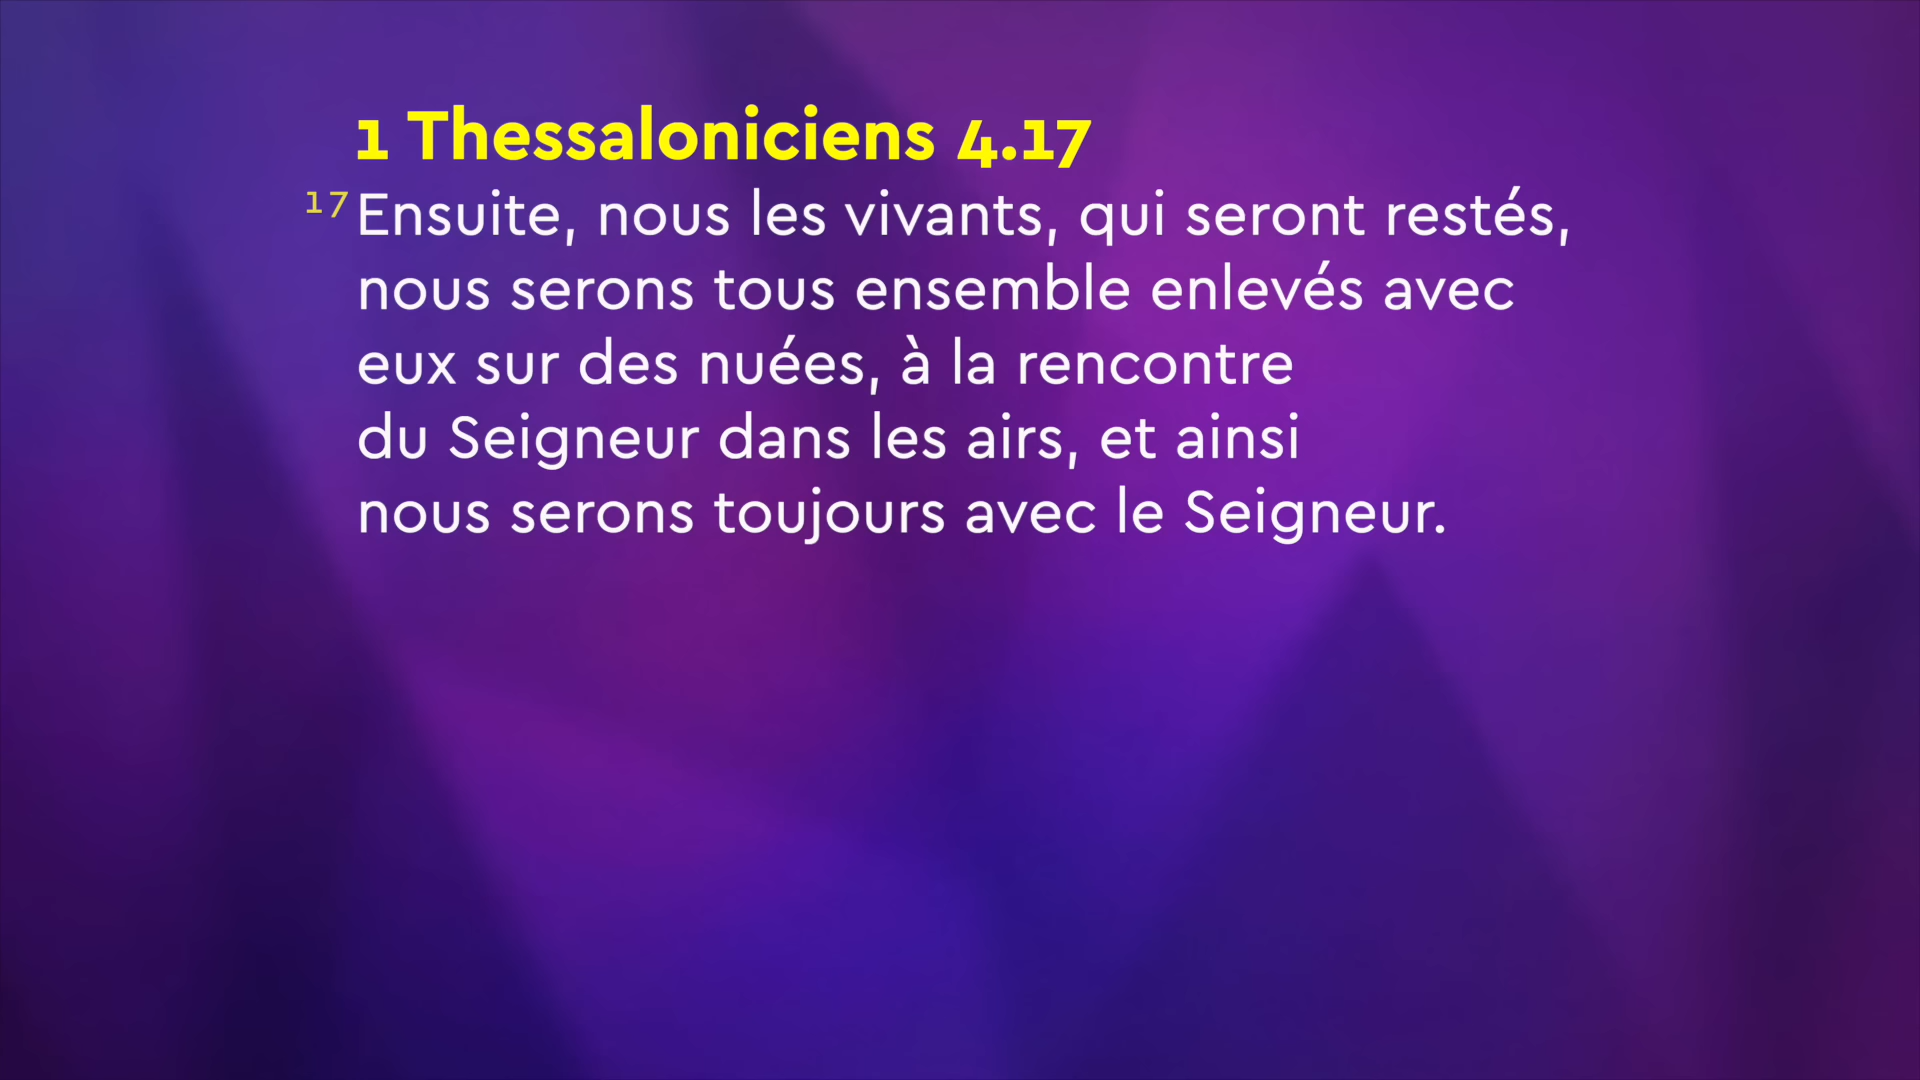 1 Thessaloniciens 4.17
17 Ensuite, nous les vivants, qui seront restés,
nous serons tous ensemble enlevés avec
eux sur des nuées, à la rencontre
du Seigneur dans les airs, et ainsi
nous serons toujours avec le Seigneur.